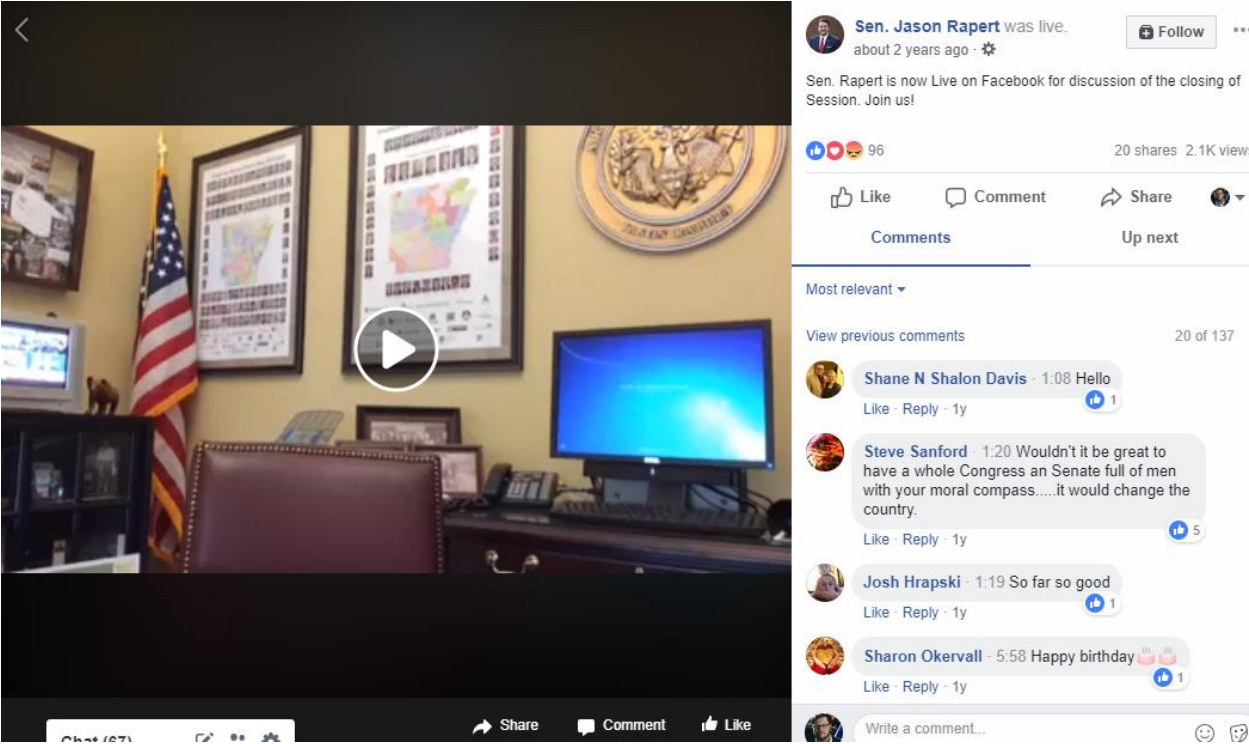 Sen. Jason Rapert was live.
Follow
about 2 years ago ·
Sen. Rapert is now Live on Facebook for discussion of the closing of
Session. Join us!
96
20 shares 2.1K views
Like
Comment
Share
Comments
Up next
Most relevant
View previous comments
20 of 137
Shane N Shalon Davis · 1:08 Hello
1
Like · Reply · 1y
Steve Sanford · 1:20 Wouldn't it be great to
have a whole Congress an Senate full of men
with your moral compass.....it would change the
country.
5
Like · Reply · 1y
Josh Hrapski · 1:19 So far so good
1
Like · Reply · 1y
Sharon Okervall · 5:58 Happy birthday🎂🎂
1
Like · Reply · 1y
Write a comment...
Share
Comment
Like
Chat (67)